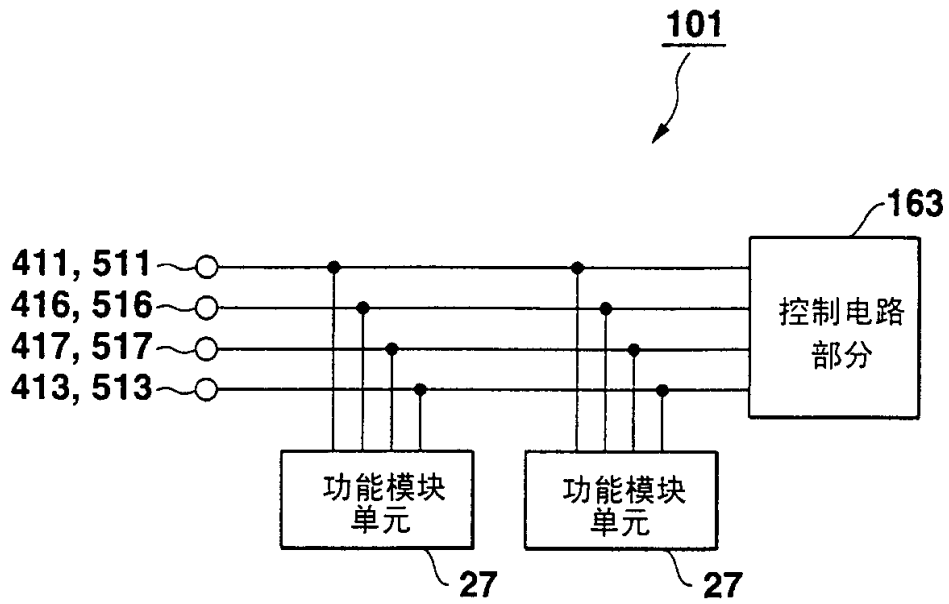 101
163
411, 511
416, 516
417, 517
413, 513
控制电路
部分
功能模块
单元
功能模块
单元
27
27